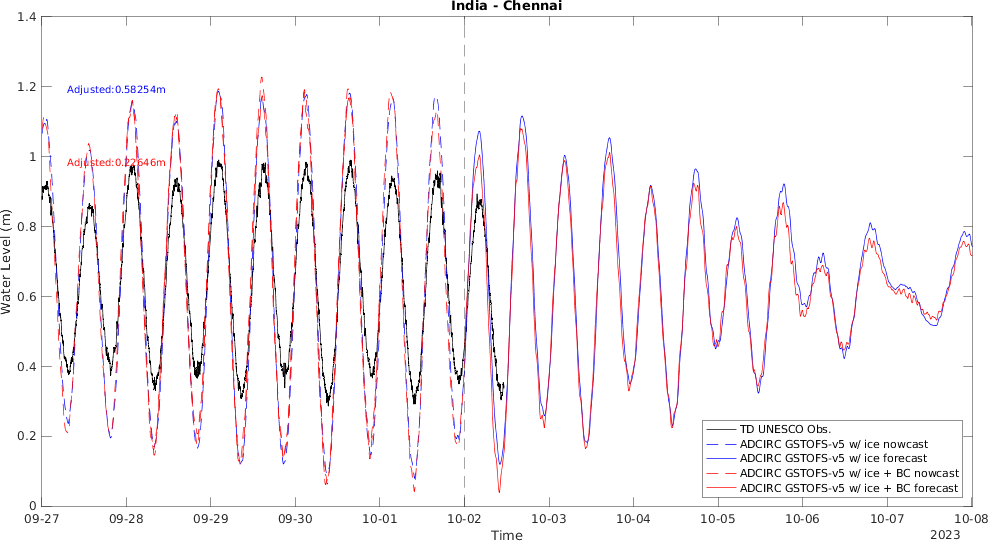 India - Chennai
1.4
1.2
1
0.8
0.6
0.4
0.2
0
Water Level (m)
Adjusted:0.58254m
Adjusted:0.22646m
TD UNESCO Obs.
ADCIRC GSTOFS-v5 w/ ice nowcast
ADCIRC GSTOFS-v5 w/ ice forecast
ADCIRC GSTOFS-v5 w/ ice + BC nowcast
ADCIRC GSTOFS-v5 w/ ice + BC forecast
09-27 09-28 09-29 09-30 10-01 10-02 10-03 10-04 10-05 10-06 10-07 10-08
Time
2023